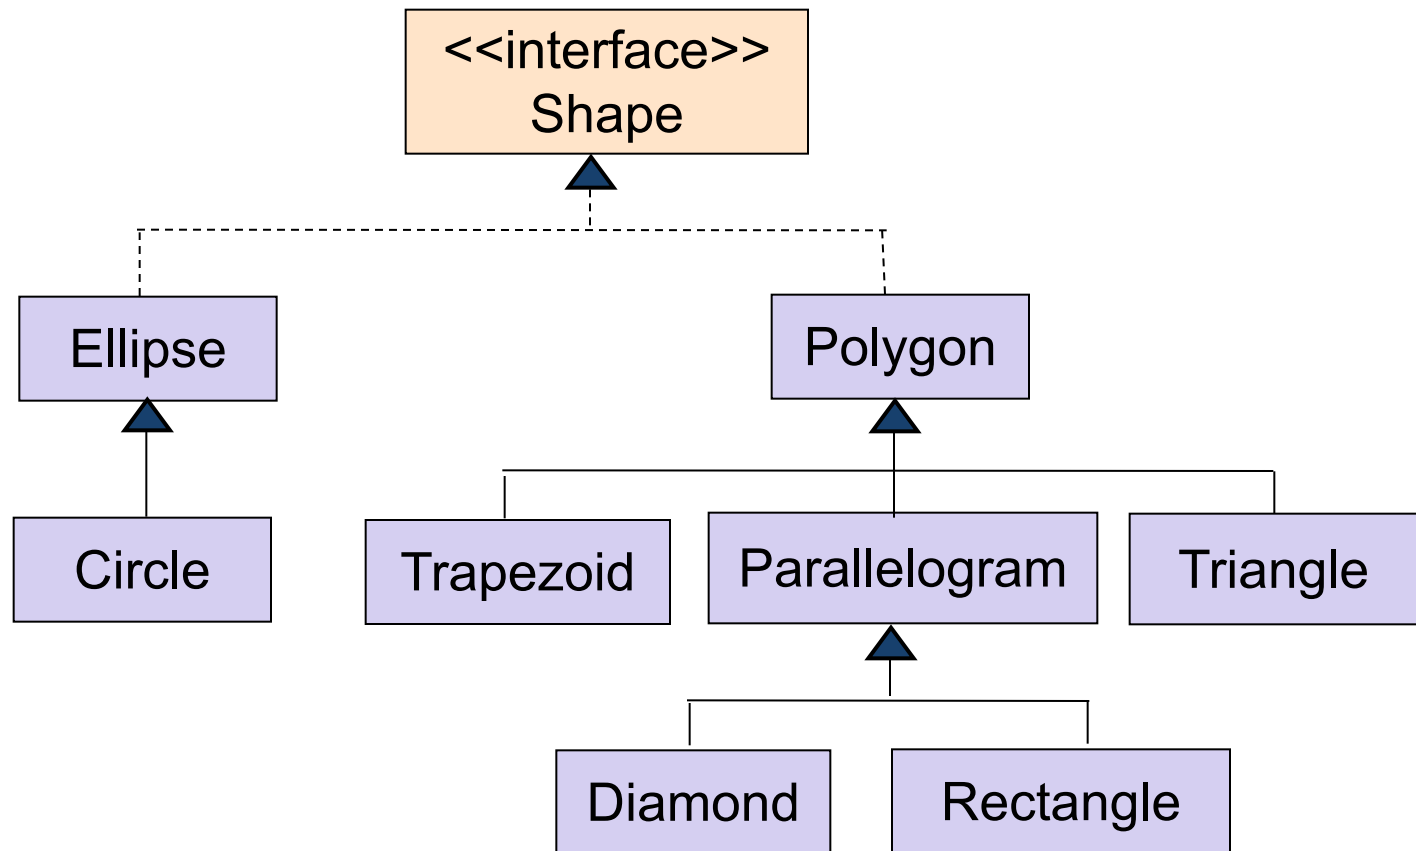 <<interface>>
Shape
Ellipse
Polygon
Circle
Trapezoid
Parallelogram
Triangle
Diamond
Rectangle